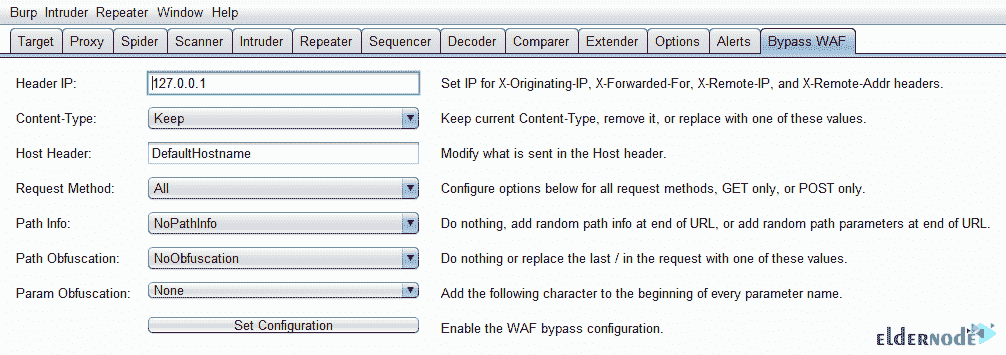 Burp Intruder Repeater Window Help
Target Proxy Spider Scanner Intruder Repeater Sequencer Decoder Comparer Extender Options Alerts Bypass WAF
Header IP: 127.0.0.1 Set IP for X-Originating-IP, X-Forwarded-For, X-Remote-IP, and X-Remote-Addr headers.
Content-Type: Keep Keep current Content-Type, remove it, or replace with one of these values.
Host Header: DefaultHostname Modify what is sent in the Host header.
Request Method: All Configure options below for all request methods, GET only, or POST only.
Path Info: NoPathInfo Do nothing, add random path info at end of URL, or add random path parameters at end of URL.
Path Obfuscation: NoObfuscation Do nothing or replace the last / in the request with one of these values.
Param Obfuscation: None Add the following character to the beginning of every parameter name.
Set Configuration Enable the WAF bypass configuration.
ELDERNODE